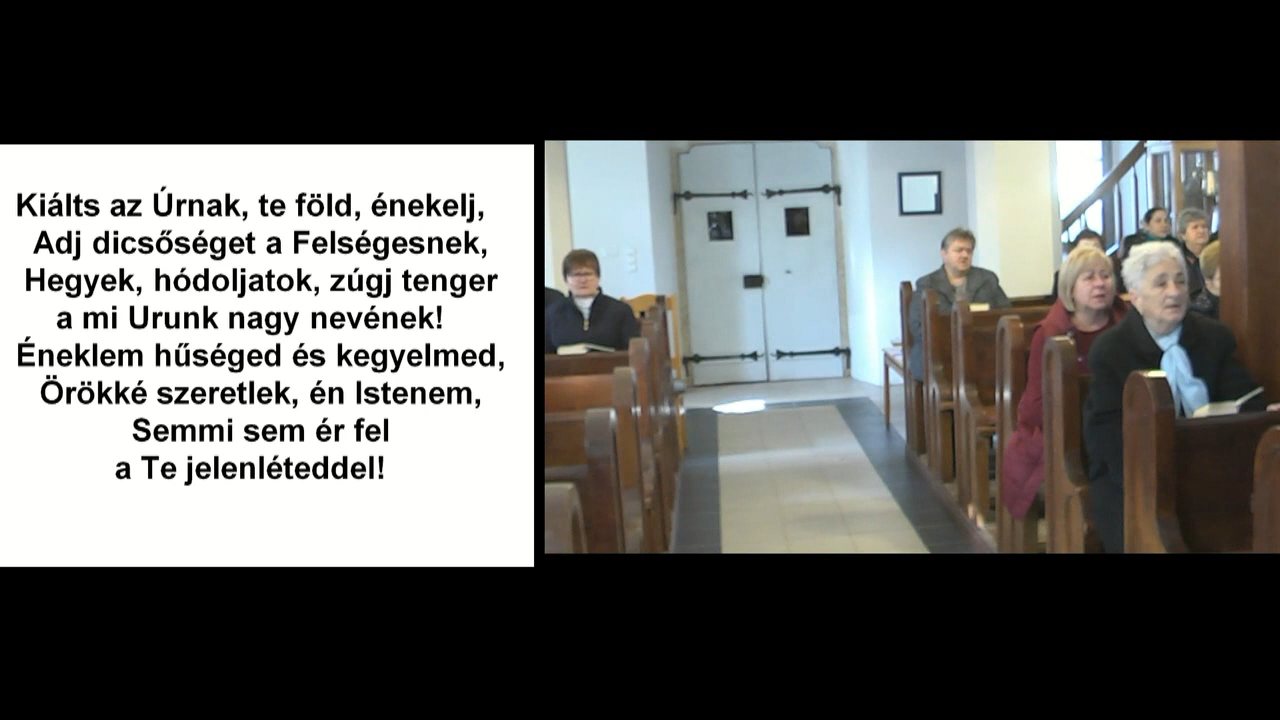 Kiálts az Úrnak, te föld, énekelj,
Adj dicsőséget a Felségesnek,
Hegyek, hódoljatok, zúgj tenger
a mi Urunk nagy nevének!
Éneklem hűséged és kegyelmed,
Örökké szeretlek, én Istenem,
Semmi sem ér fel
a Te jelenléteddel!